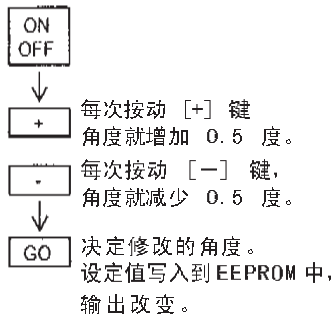 ON
OFF
+
每次按动 [+] 键
角度就增加 0.5 度。
-
每次按动 [－] 键，
角度就减少 0.5 度。
GO
决定修改的角度。
设定值写入到EEPROM中，
输出改变。